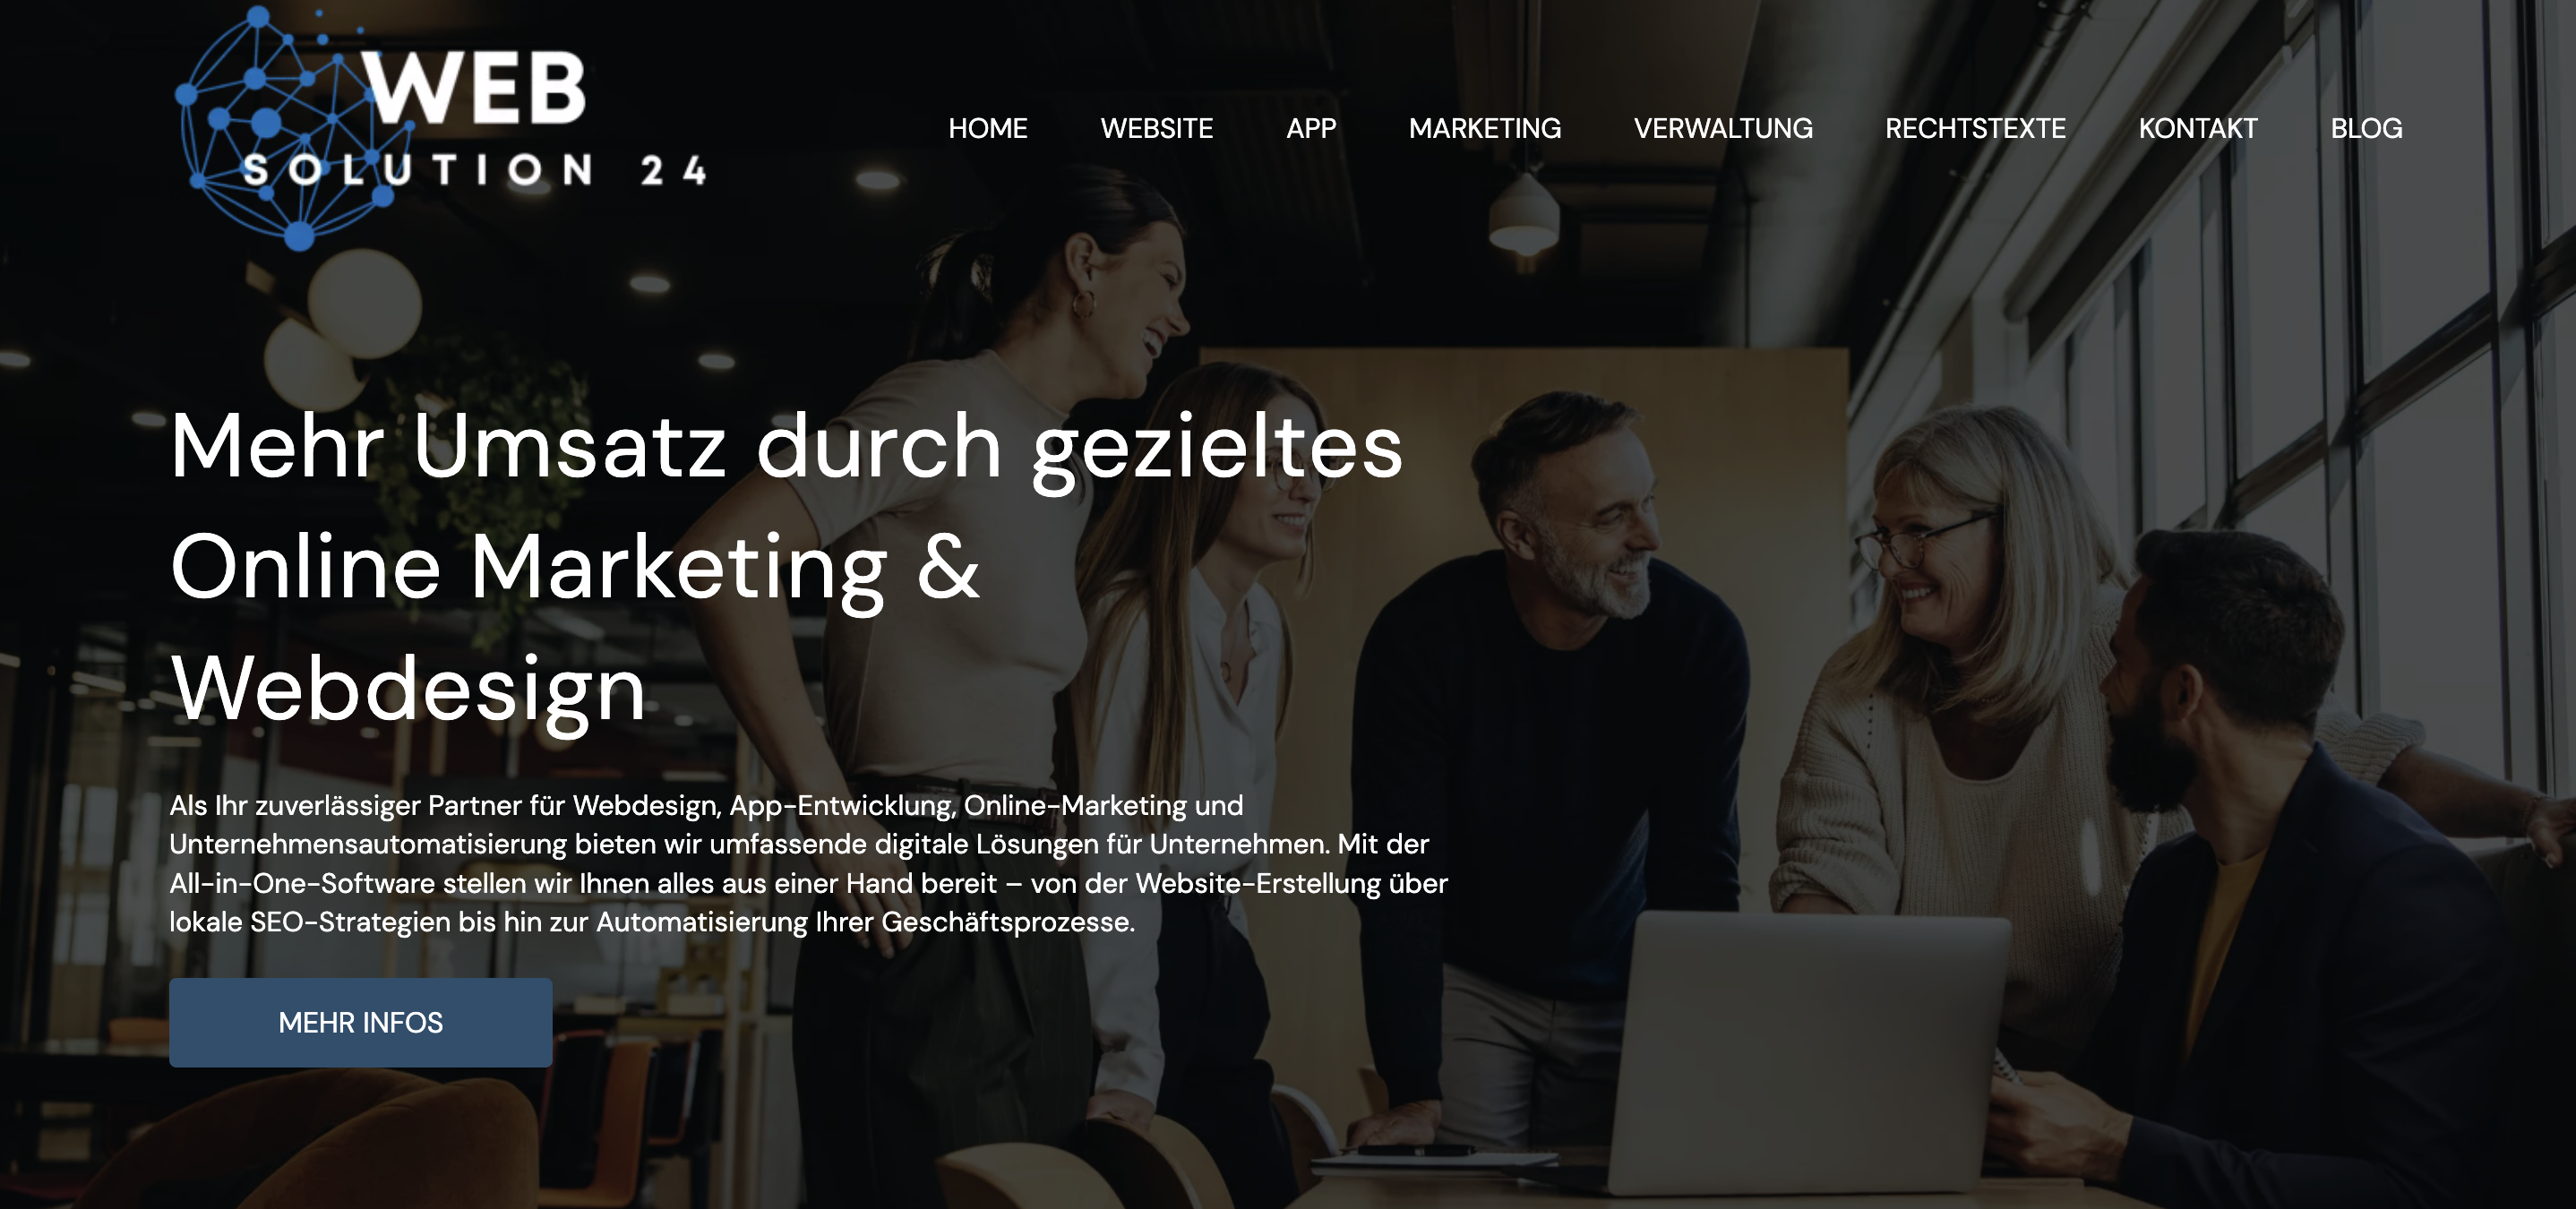 WEB
SOLUTION 24
HOME WEBSITE APP MARKETING VERWALTUNG RECHTSTEXTE KONTAKT BLOG
Mehr Umsatz durch gezieltes
Online Marketing &
Webdesign
Als Ihr zuverlässiger Partner für Webdesign, App-Entwicklung, Online-Marketing und
Unternehmensautomatisierung bieten wir umfassende digitale Lösungen für Unternehmen. Mit der
All-in-One-Software stellen wir Ihnen alles aus einer Hand bereit – von der Website-Erstellung über
lokale SEO-Strategien bis hin zur Automatisierung Ihrer Geschäftsprozesse.
MEHR INFOS